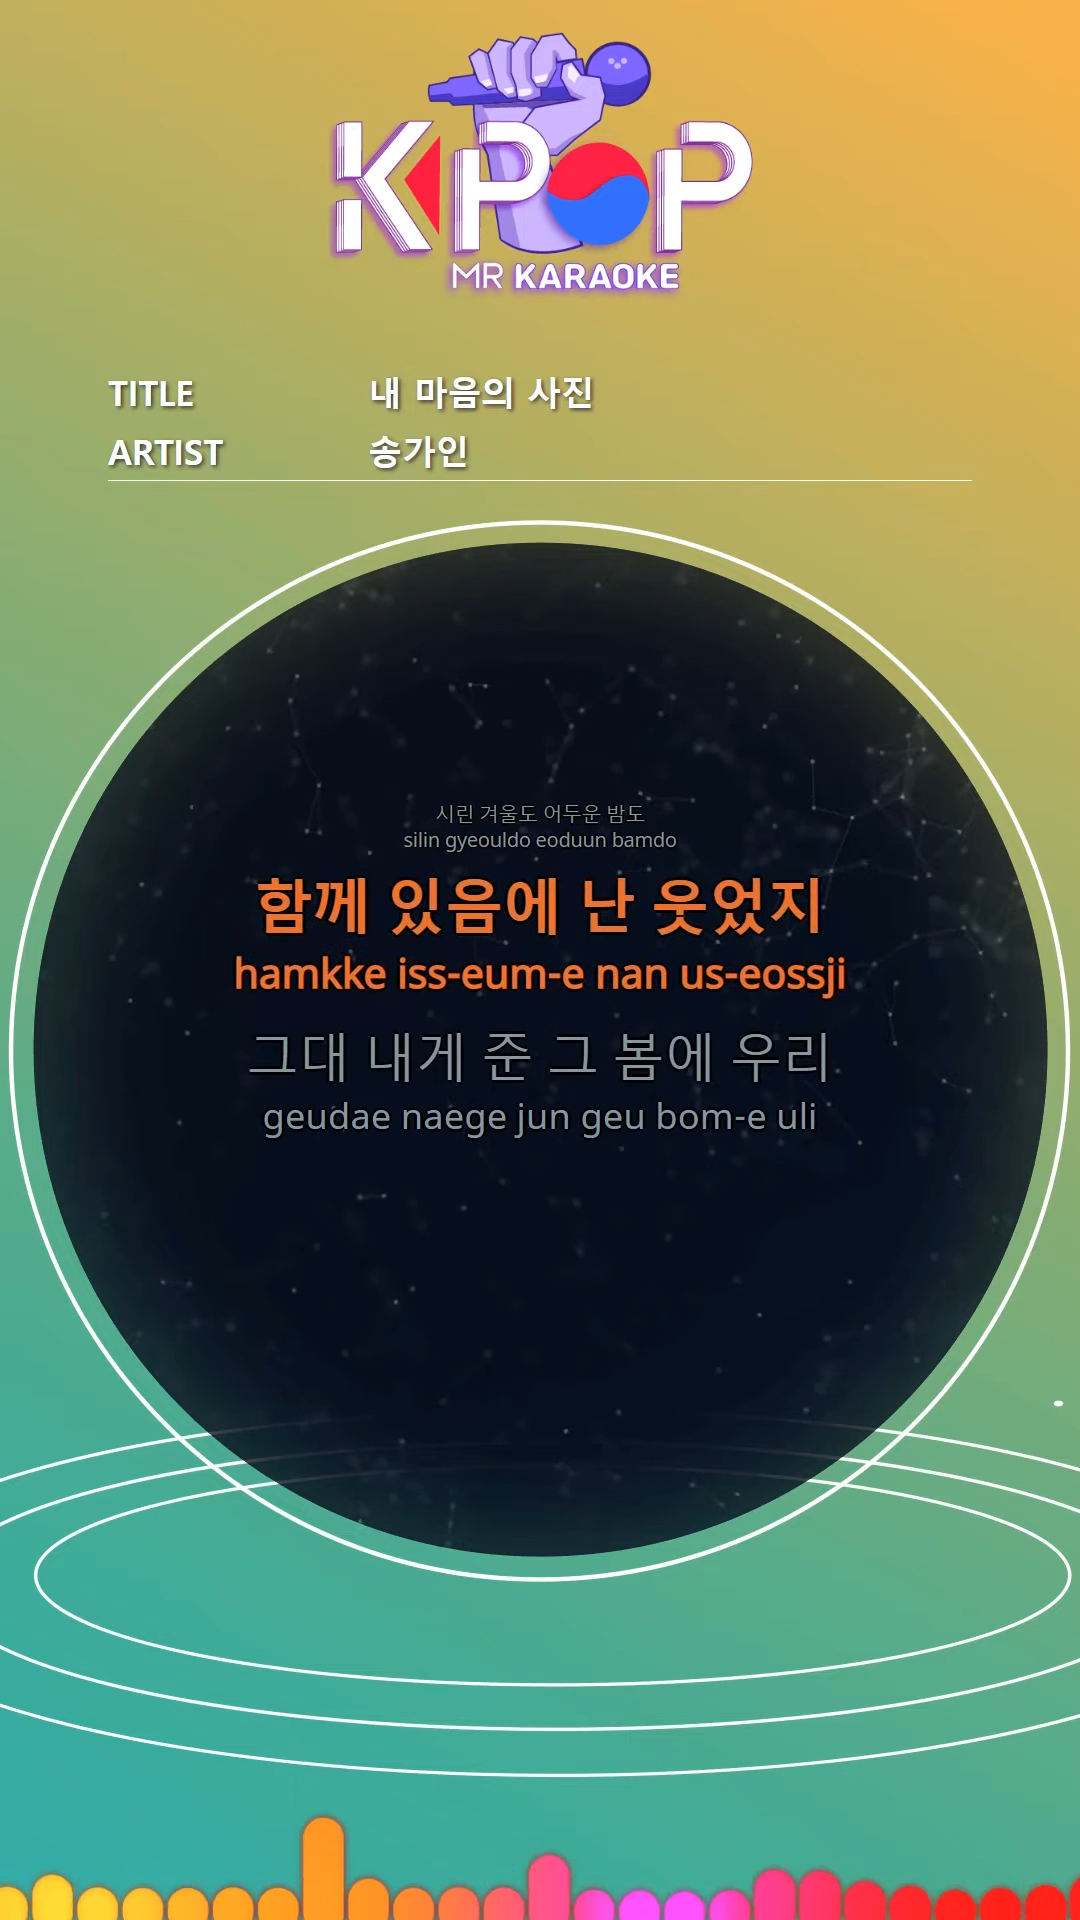 KPOP
MR KARAOKE
TITLE 내 마음의 사진
ARTIST 송가인
시린 겨울도 어두운 밤도
silin gyeouldo eoduun bamdo
함께 있음에 난 웃었지
hamkke iss-eum-e nan us-eossji
그대 내게 준 그 봄에 우리
geudae naege jun geu bom-e uli